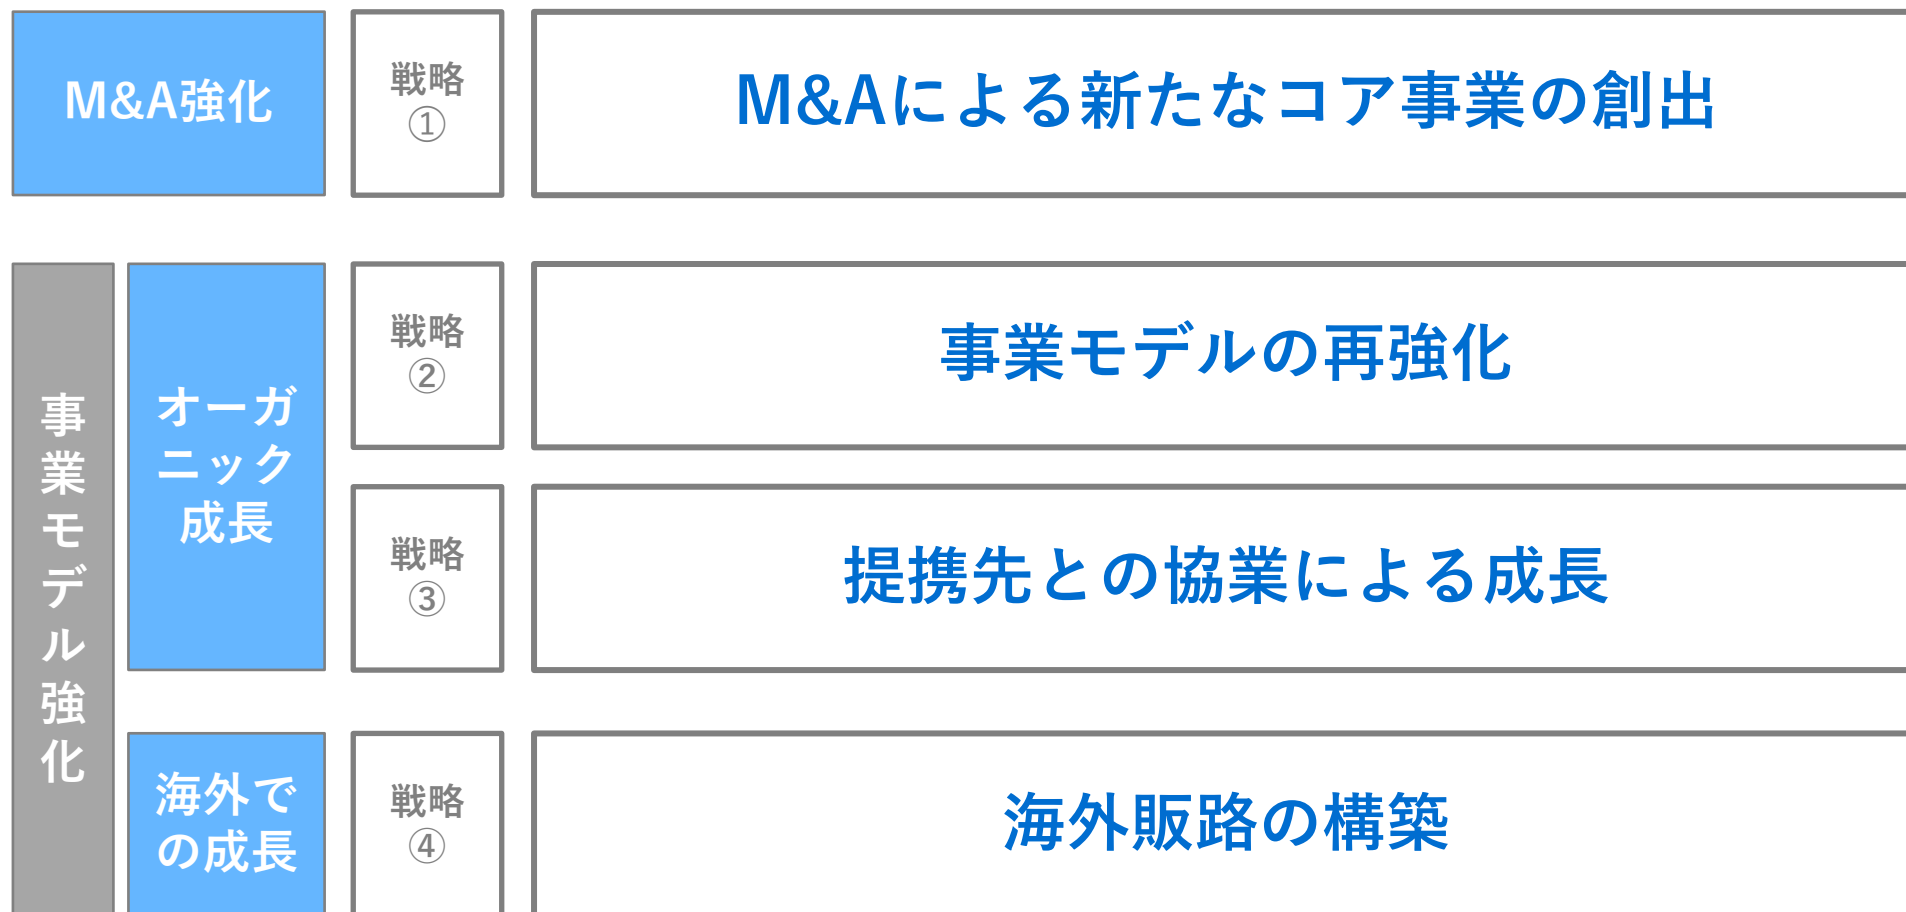 M&A強化
戦略
①
M&Aによる新たなコア事業の創出
事業モデル強化
オーガ
ニック
成長
戦略
②
事業モデルの再強化
戦略
③
提携先との協業による成長
海外で
の成長
戦略
④
海外販路の構築